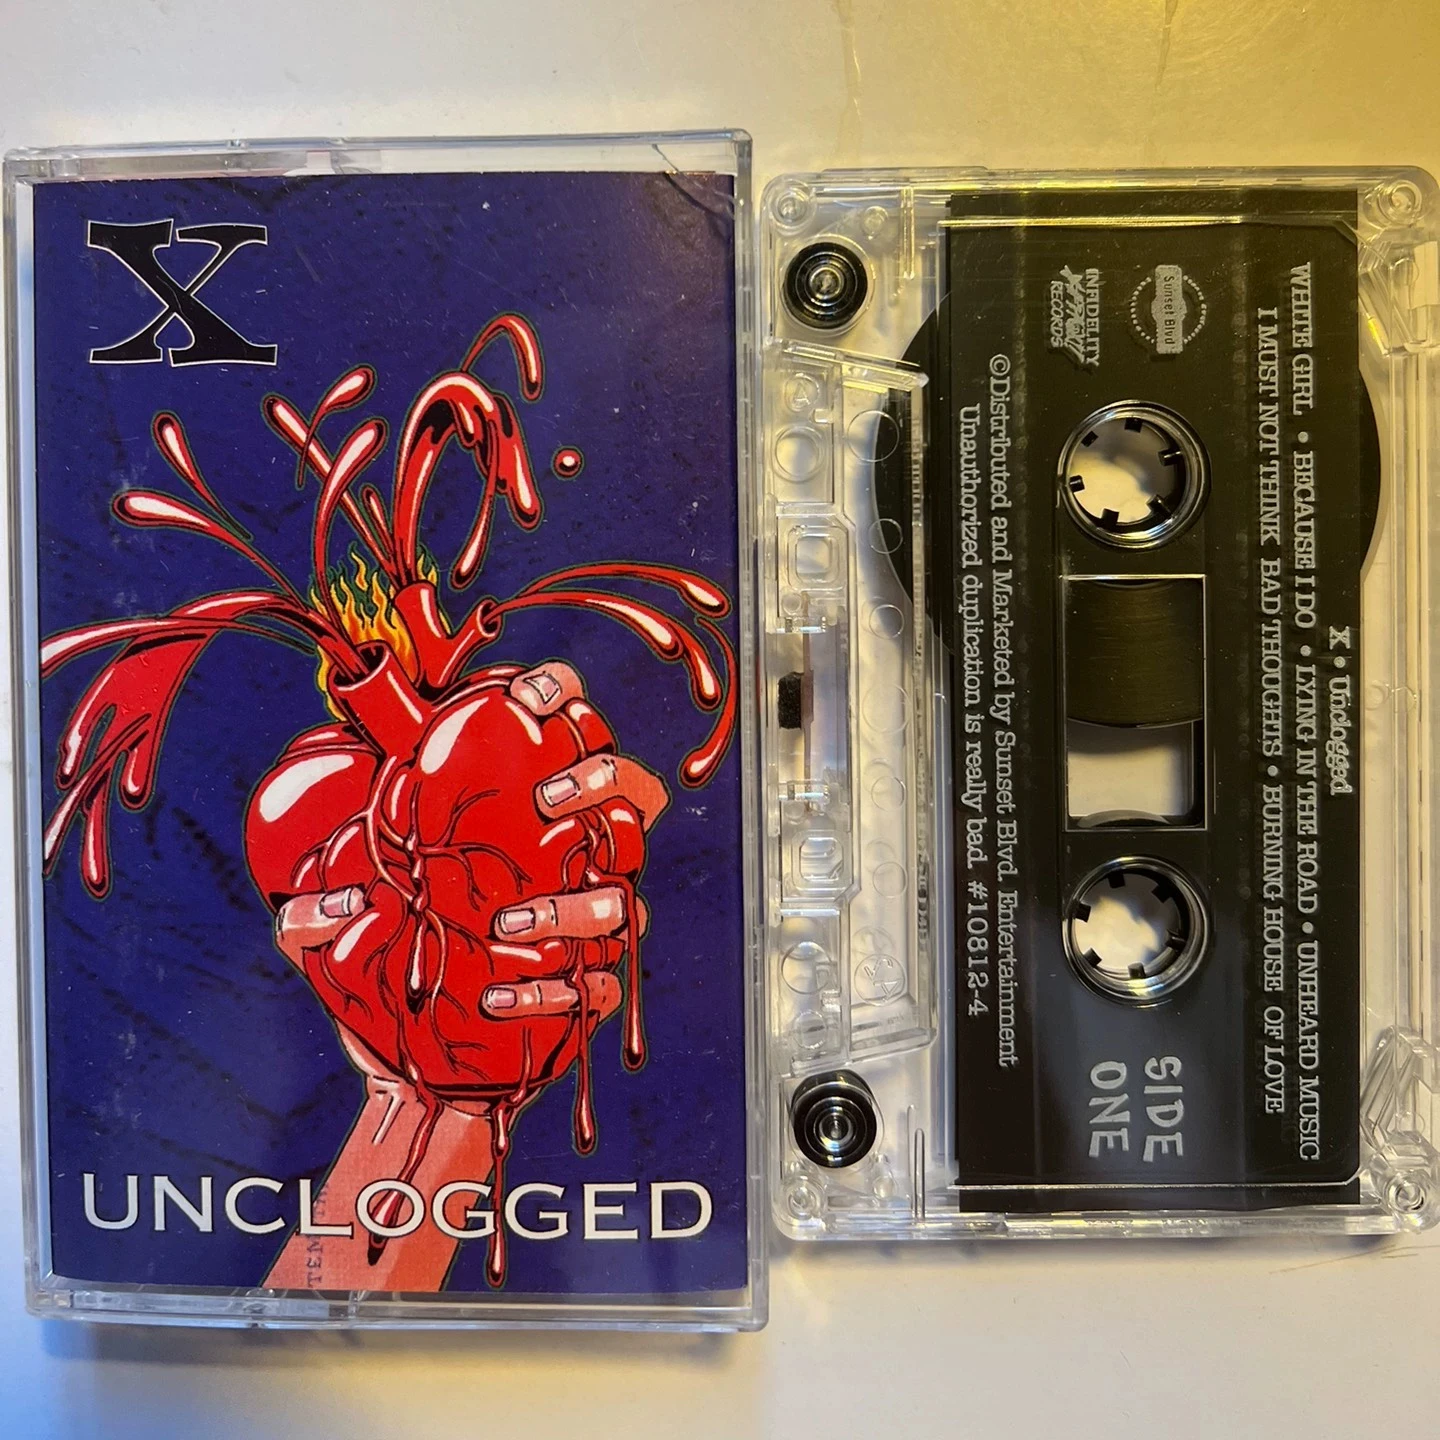 X
UNCLOGGED
X • Unclogged
WHITE GIRL • BECAUSE I DO • LYING IN THE ROAD • UNHEARD MUSIC
I MUST NOT THINK BAD THOUGHTS • BURNING HOUSE OF LOVE
Sunset Blvd
INFIDELITY
RECORDS
SIDE
ONE
©Distributed and Marketed by Sunset Blvd. Entertainment
Unauthorized duplication is really bad #10812-4